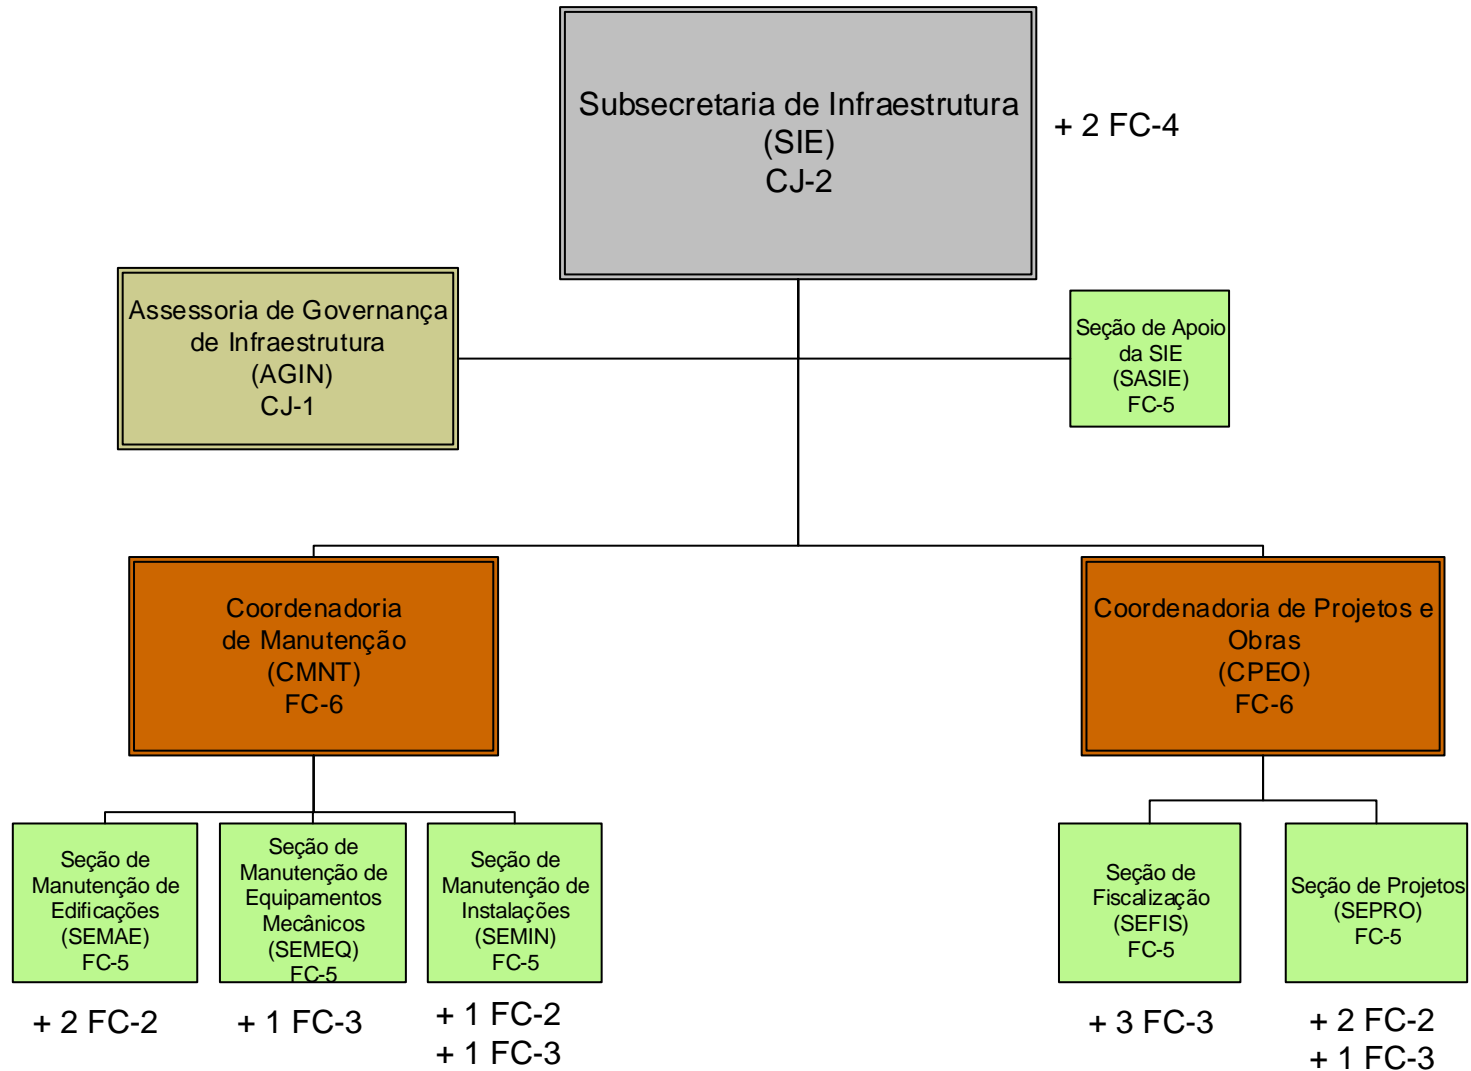 Subsecretaria de Infraestrutura
(SIE)
CJ-2
+ 2 FC-4
Assessoria de Governança
de Infraestrutura
(AGIN)
CJ-1
Seção de Apoio
da SIE
(SASIE)
FC-5
Coordenadoria
de Manutenção
(CMNT)
FC-6
Coordenadoria de Projetos e
Obras
(CPEO)
FC-6
Seção de
Manutenção de
Edificações
(SEMAE)
FC-5
+ 2 FC-2
Seção de
Manutenção de
Equipamentos
Mecânicos
(SEMEQ)
FC-5
+ 1 FC-3
Seção de
Manutenção de
Instalações
(SEMIN)
FC-5
+ 1 FC-2
+ 1 FC-3
Seção de
Fiscalização
(SEFIS)
FC-5
+ 3 FC-3
Seção de Projetos
(SEPRO)
FC-5
+ 2 FC-2
+ 1 FC-3